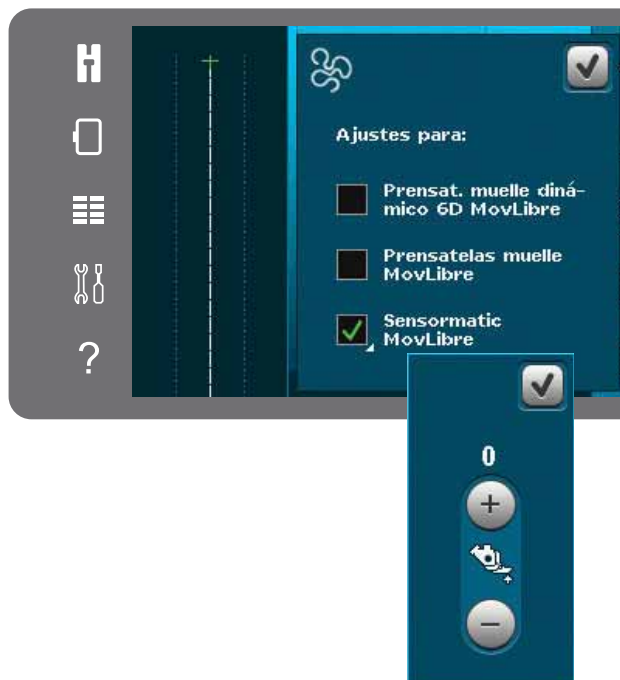 Ajustes para:
Prensat. muelle diná-
mico 6D MovLibre
Prensatelas muelle
MovLibre
Sensormatic
MovLibre
?
0
+
−